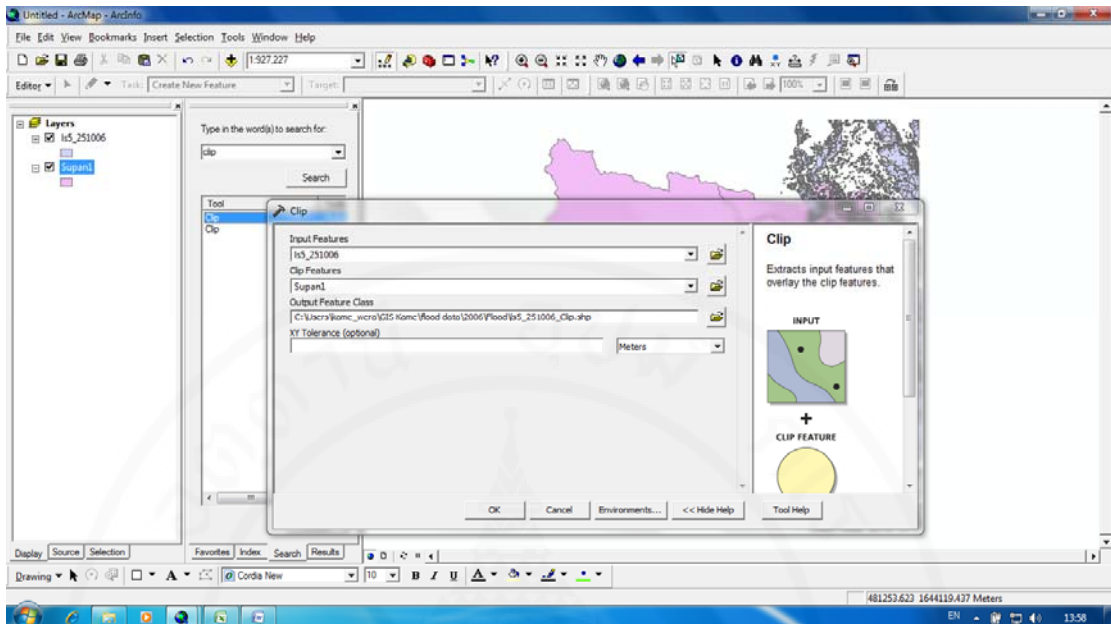 Untitled - ArcMap - ArcInfo
File Edit View Bookmarks Insert Selection Tools Window Help
1:927,227
Editor Task: Create New Feature Target: 100%
Layers
ls5_251006
Supan1
Type in the word(s) to search for:
clip
Search
Tool
Clip
Clip
Clip
Input Features
ls5_251006
Clip Features
Supan1
Output Feature Class
XY Tolerance (optional)
Meters
Clip
Extracts input features that
overlay the clip features.
INPUT
+
CLIP FEATURE
OK Cancel Environments... << Hide Help Tool Help
Display Source Selection
Favorites Index Search Results
Drawing A Cordia New 10 B I U A
481253.623 1644119.437 Meters
EN 13:58